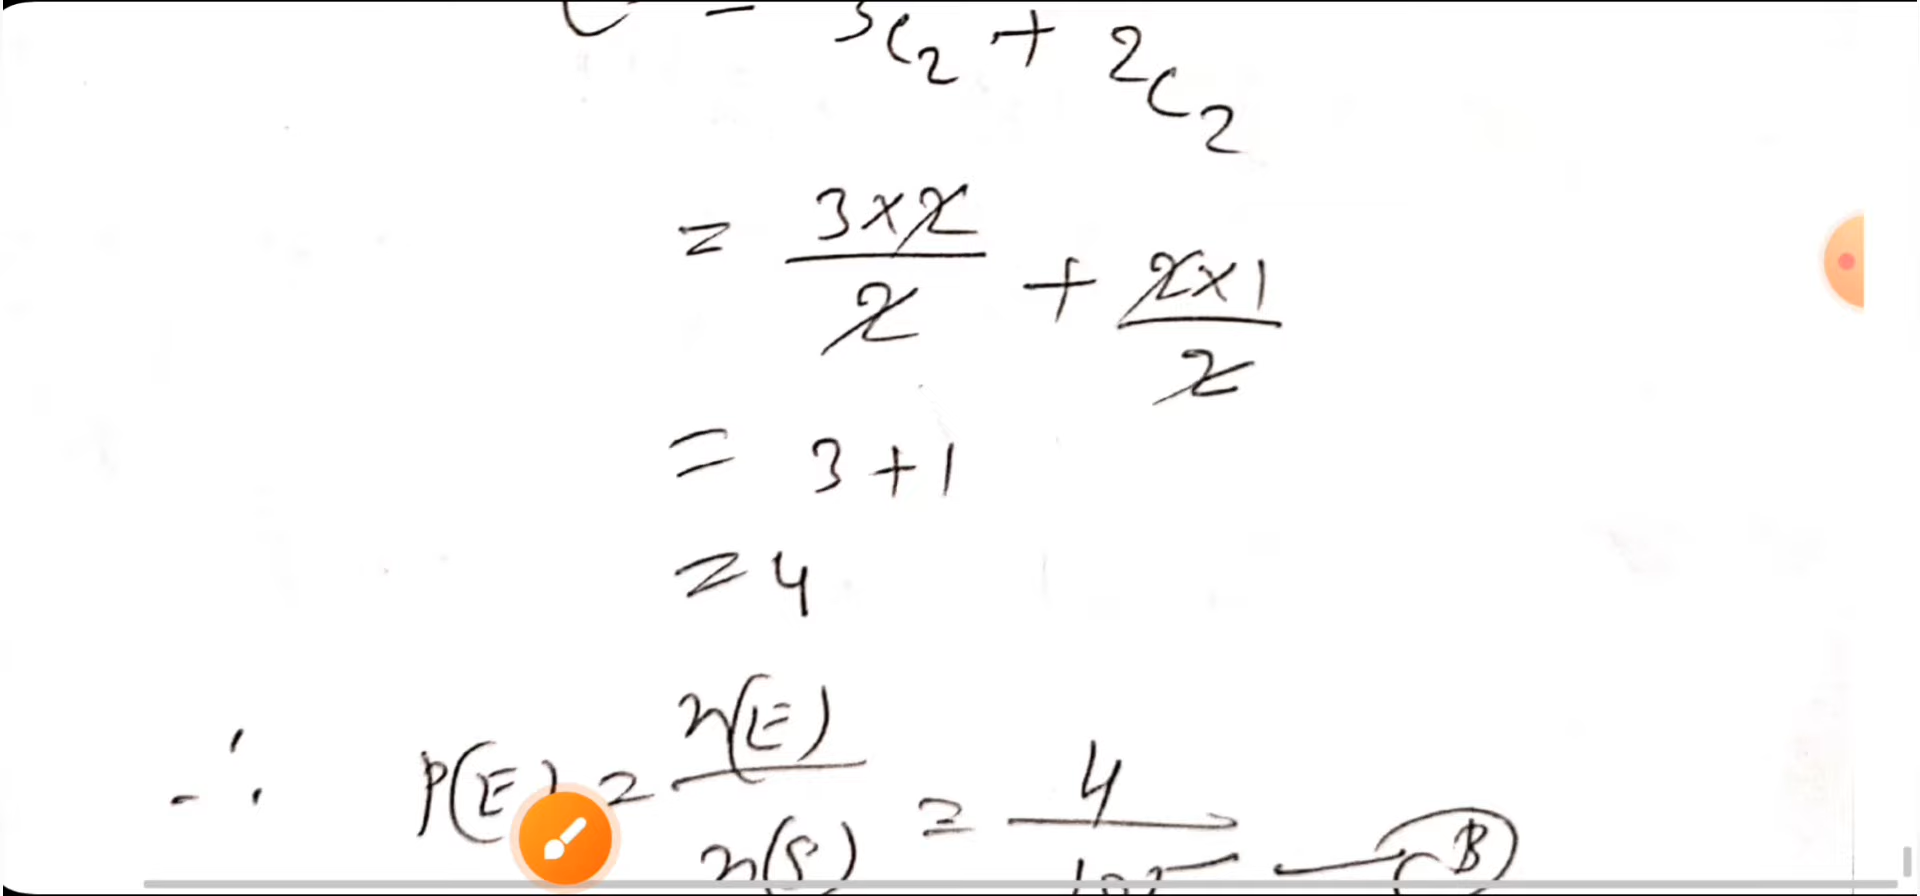 = 3C2 + 2C2
= 3×2/2 + 2×1/2
= 3+1
= 4
∴ P(E) = n(E)/n(S) = 4/ — B